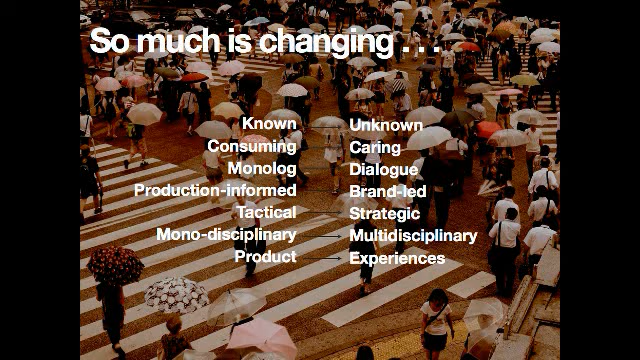 So much is changing . . .
Known Unknown
Consuming Caring
Monolog Dialogue
Production-informed Brand-led
Tactical Strategic
Mono-disciplinary Multidisciplinary
Product Experiences